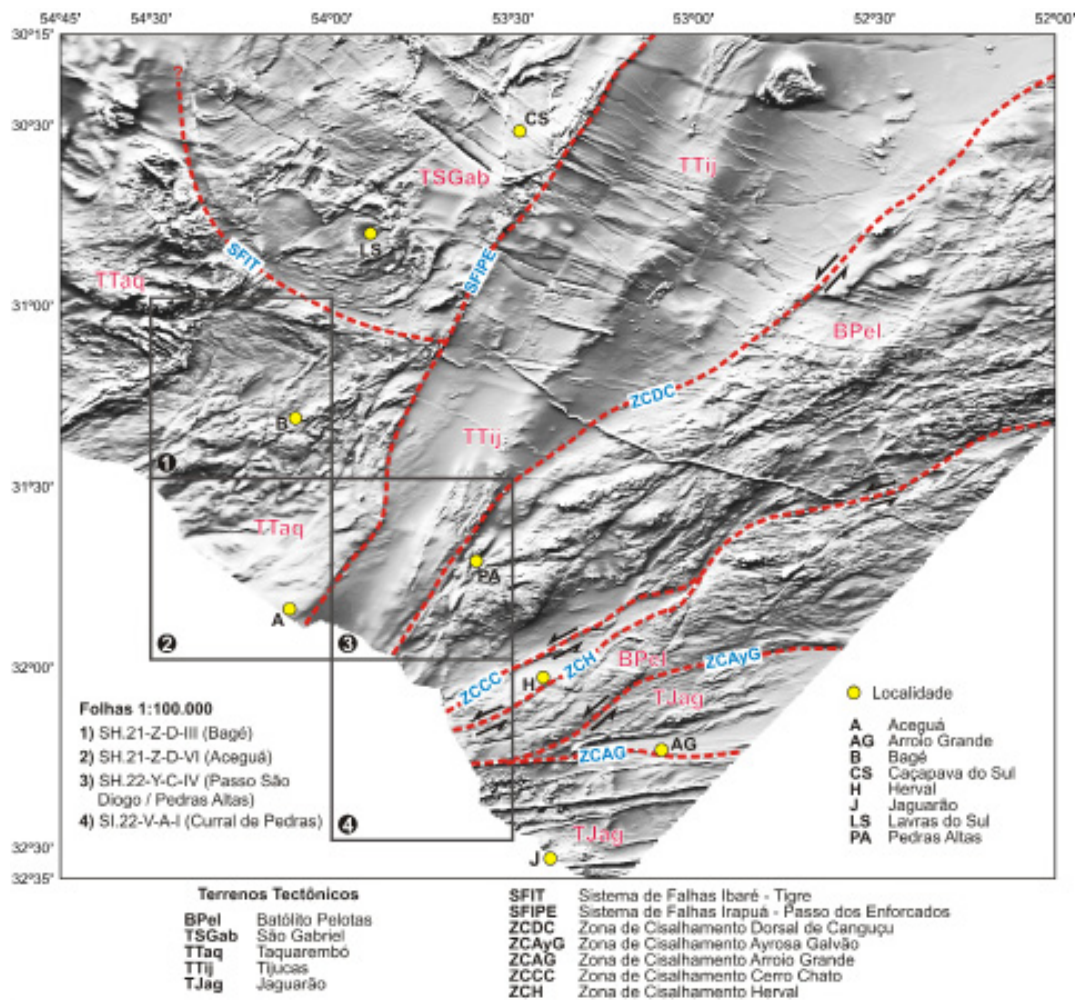 54°45' 54°30' 54°00' 53°30' 53°00' 52°30' 52°00'
30°15'
?
CS
30°30'
TSGab
TTij
LS
SFIT
SFIPE
TTaq
31°00'
BPel
ZCDC
B
TTij
1
31°30'
TTaq
PA
A
2
3
32°00'
ZCCC
ZCH
H
BPel
ZCAyG
TJag
ZCAG
AG
4
TJag
J
32°30'
32°35'
Folhas 1:100.000
1) SH.21-Z-D-III (Bagé)
2) SH.21-Z-D-VI (Aceguá)
3) SH.22-Y-C-IV (Passo São
Diogo / Pedras Altas)
4) SI.22-V-A-I (Curral de Pedras)
Localidade
A Aceguá
AG Arroio Grande
B Bagé
CS Caçapava do Sul
H Herval
J Jaguarão
LS Lavras do Sul
PA Pedras Altas
Terrenos Tectônicos
BPel Batólito Pelotas
TSGab São Gabriel
TTaq Taquarembó
TTij Tijucas
TJag Jaguarão
SFIT Sistema de Falhas Ibaré - Tigre
SFIPE Sistema de Falhas Irapuá - Passo dos Enforcados
ZCDC Zona de Cisalhamento Dorsal de Canguçu
ZCAyG Zona de Cisalhamento Ayrosa Galvão
ZCAG Zona de Cisalhamento Arroio Grande
ZCCC Zona de Cisalhamento Cerro Chato
ZCH Zona de Cisalhamento Herval